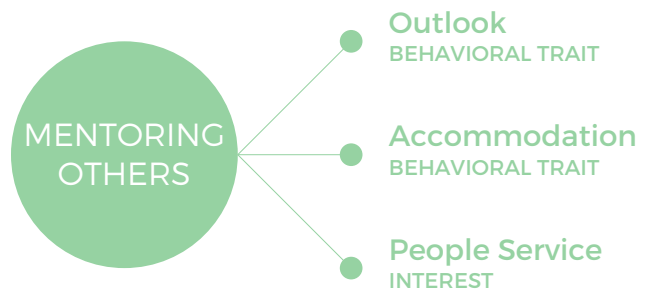 MENTORING
OTHERS
Outlook
BEHAVIORAL TRAIT
Accommodation
BEHAVIORAL TRAIT
People Service
INTEREST